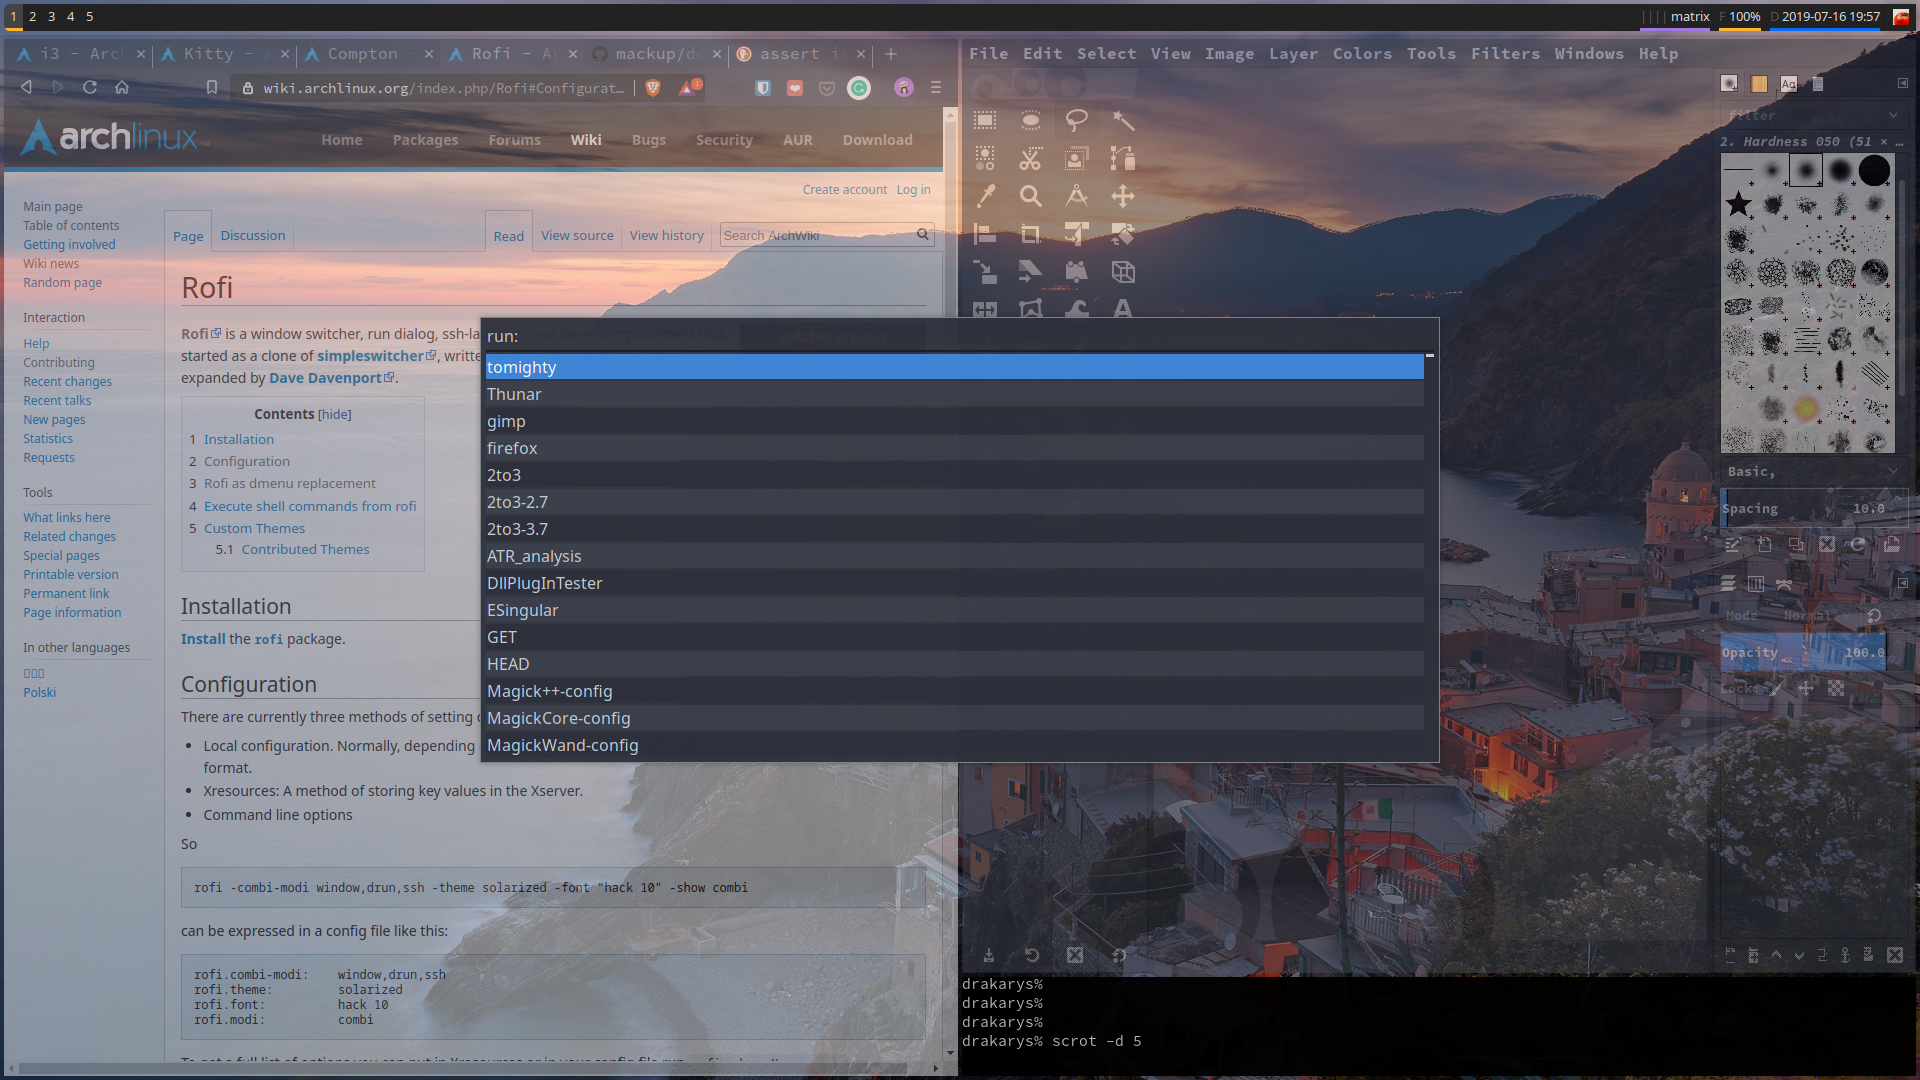 1 2 3 4 5
matrix F 100% D 2019-07-16 19:57
i3 - Arc Kitty - A Compton Rofi - Ar mackup/do assert is
wiki.archlinux.org/index.php/Rofi#Configurat…
archlinux
Home Packages Forums Wiki Bugs Security AUR Download
Create account Log in
Main page
Table of contents
Getting involved
Wiki news
Random page
Interaction
Help
Contributing
Recent changes
Recent talks
New pages
Statistics
Requests
Tools
What links here
Related changes
Special pages
Printable version
Permanent link
Page information
In other languages
Polski
Page Discussion Read View source View history Search ArchWiki
Rofi
Rofi is a window switcher, run dialog, ssh-la
started as a clone of simpleswitcher, writte
expanded by Dave Davenport.
Related articles
Contents [hide]
1 Installation
2 Configuration
3 Rofi as dmenu replacement
4 Execute shell commands from rofi
5 Custom Themes
5.1 Contributed Themes
Installation
Install the rofi package.
Configuration
There are currently three methods of setting
• Local configuration. Normally, depending
format.
• Xresources: A method of storing key values in the Xserver.
• Command line options
So
rofi -combi-modi window,drun,ssh -theme solarized -font "hack 10" -show combi
can be expressed in a config file like this:
rofi.combi-modi: window,drun,ssh
rofi.theme: solarized
rofi.font: hack 10
rofi.modi: combi
run:
tomighty
Thunar
gimp
firefox
2to3
2to3-2.7
2to3-3.7
ATR_analysis
DllPlugInTester
ESingular
GET
HEAD
Magick++-config
MagickCore-config
MagickWand-config
File Edit Select View Image Layer Colors Tools Filters Windows Help
filter
2. Hardness 050 (51 × …
Basic,
Spacing 10.0
Mode Normal
Opacity 100.0
Lock:
drakarys%
drakarys%
drakarys%
drakarys% scrot -d 5